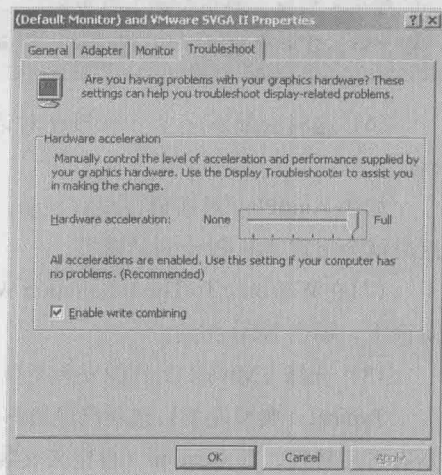 (Default Monitor) and VMware SVGA II Properties
General
Adapter
Monitor
Troubleshoot
Are you having problems with your graphics hardware? These
settings can help you troubleshoot display-related problems.
Hardware acceleration
Manually control the level of acceleration and performance supplied by
your graphics hardware. Use the Display Troubleshooter to assist you
in making the change.
Hardware acceleration:
None
Full
All accelerations are enabled. Use this setting if your computer has
no problems. (Recommended)
Enable write combining
OK
Cancel
Apply